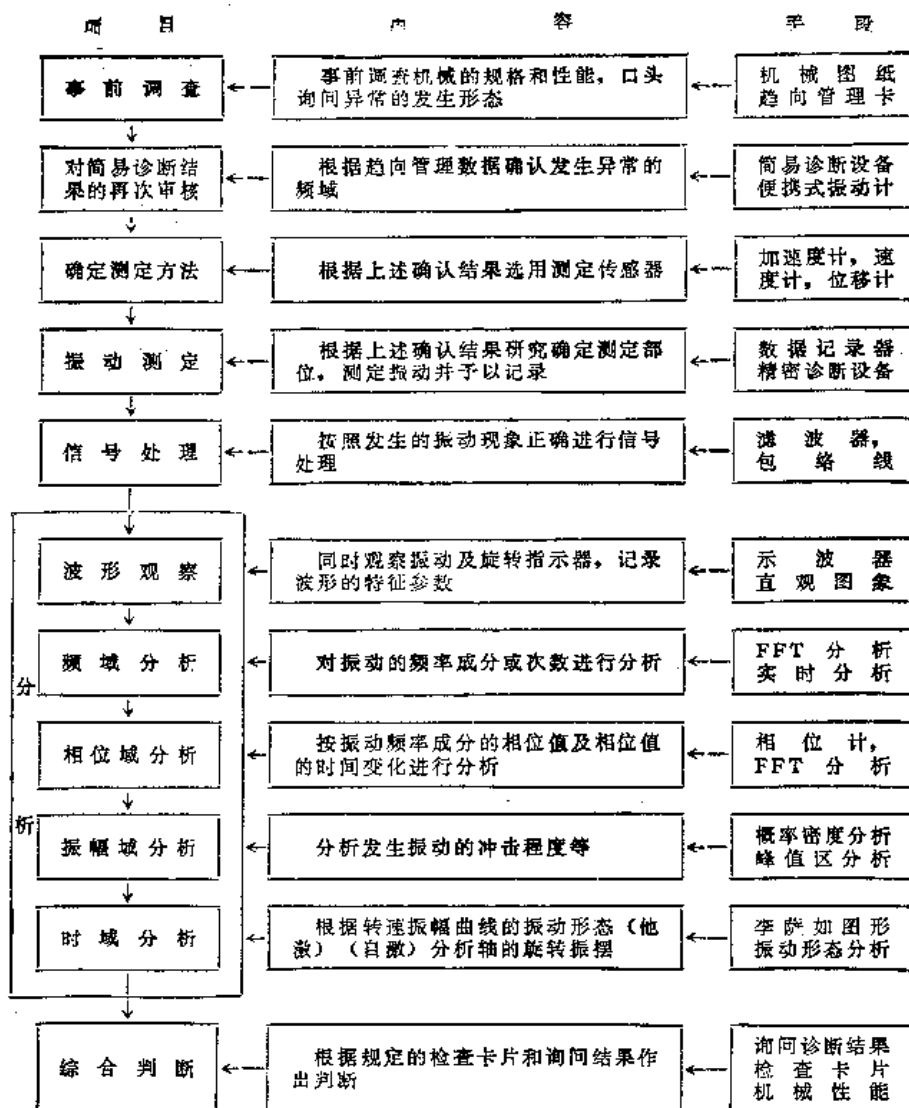 项目 内容 手段
事前调查
事前调查机械的规格和性能，口头
询问异常的发生形态
机械图纸
趋向管理卡
对简易诊断结
果的再次审核
根据趋向管理数据确认发生异常的
频域
简易诊断设备
便携式振动计
确定测定方法
根据上述确认结果选用测定传感器
加速度计，速
度计，位移计
振动测定
根据上述确认结果研究确定测定部
位，测定振动并予以记录
数据记录器
精密诊断设备
信号处理
按照发生的振动现象正确进行信号
处理
滤波器，
包络线
分析
波形观察
同时观察振动及旋转指示器，记录
波形的特征参数
示波器
直观图象
频域分析
对振动的频率成分或次数进行分析
FFT分析
实时分析
相位域分析
按振动频率成分的相位值及相位值
的时间变化进行分析
相位计，
FFT分析
振幅域分析
分析发生振动的冲击程度等
概率密度分析
峰值区分析
时域分析
根据转速振幅曲线的振动形态（他
激）（自激）分析轴的旋转振摆
李萨如图形
振动形态分析
综合判断
根据规定的检查卡片和询问结果作
出判断
询问诊断结果
检查卡片
机械性能